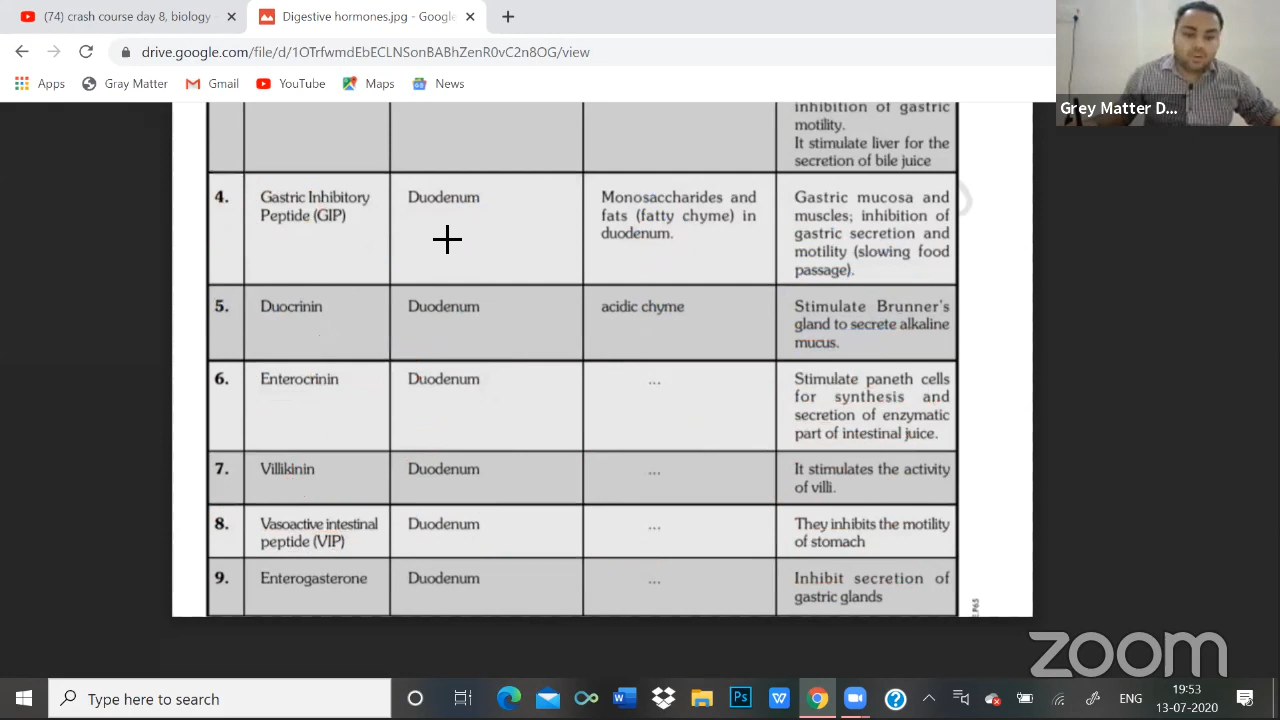 (74) crash course day 8, biology -
Digestive hormones.jpg - Google
drive.google.com/file/d/1OTrfwmdEbECLNSonBABhZenR0vC2n8OG/view
Apps Gray Matter Gmail YouTube Maps News
Grey Matter D...
inhibition of gastric
motility.
It stimulate liver for the
secretion of bile juice
4.
Gastric Inhibitory
Peptide (GIP)
Duodenum
Monosaccharides and
fats (fatty chyme) in
duodenum.
Gastric mucosa and
muscles; inhibition of
gastric secretion and
motility (slowing food
passage).
5.
Duocrinin
Duodenum
acidic chyme
Stimulate Brunner's
gland to secrete alkaline
mucus.
6.
Enterocrinin
Duodenum
...
Stimulate paneth cells
for synthesis and
secretion of enzymatic
part of intestinal juice.
7.
Villikinin
Duodenum
...
It stimulates the activity
of villi.
8.
Vasoactive intestinal
peptide (VIP)
Duodenum
...
They inhibits the motility
of stomach
9.
Enterogasterone
Duodenum
...
Inhibit secretion of
gastric glands
E.P65
zoom
Type here to search
ENG
19:53
13-07-2020